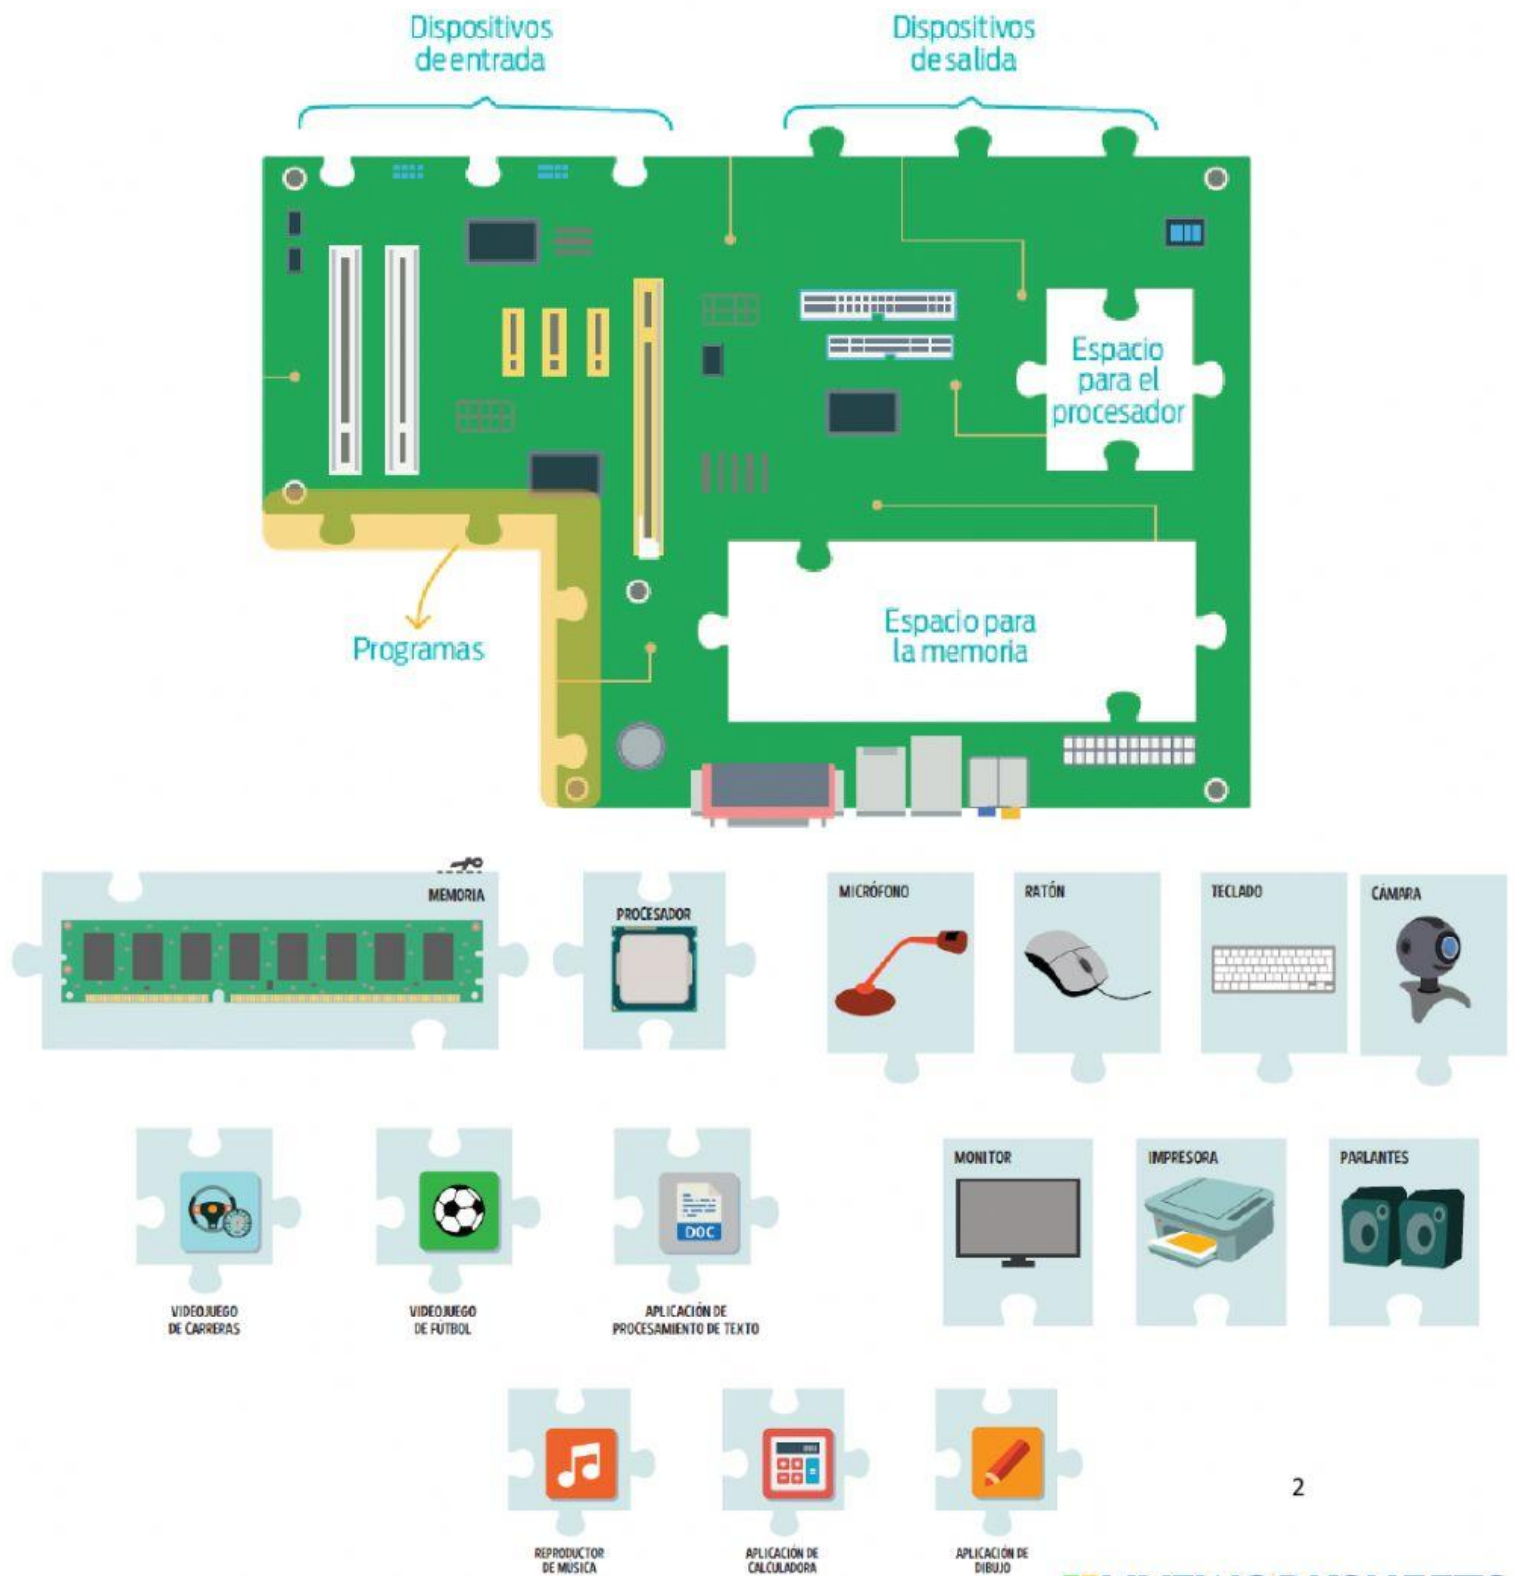 Dispositivos
de entrada
Dispositivos
de salida
Espacio
para el
procesador
Programas
Espacio para
la memoria
MEMORIA
PROCESADOR
MICRÓFONO
RATÓN
TECLADO
CÁMARA
MONITOR
IMPRESORA
PARLANTES
DOC
VIDEOJUEGO
DE CARRERAS
VIDEOJUEGO
DE FÚTBOL
APLICACIÓN DE
PROCESAMIENTO DE TEXTO
REPRODUCTOR
DE MÚSICA
APLICACIÓN DE
CALCULADORA
APLICACIÓN DE
DIBUJO
2